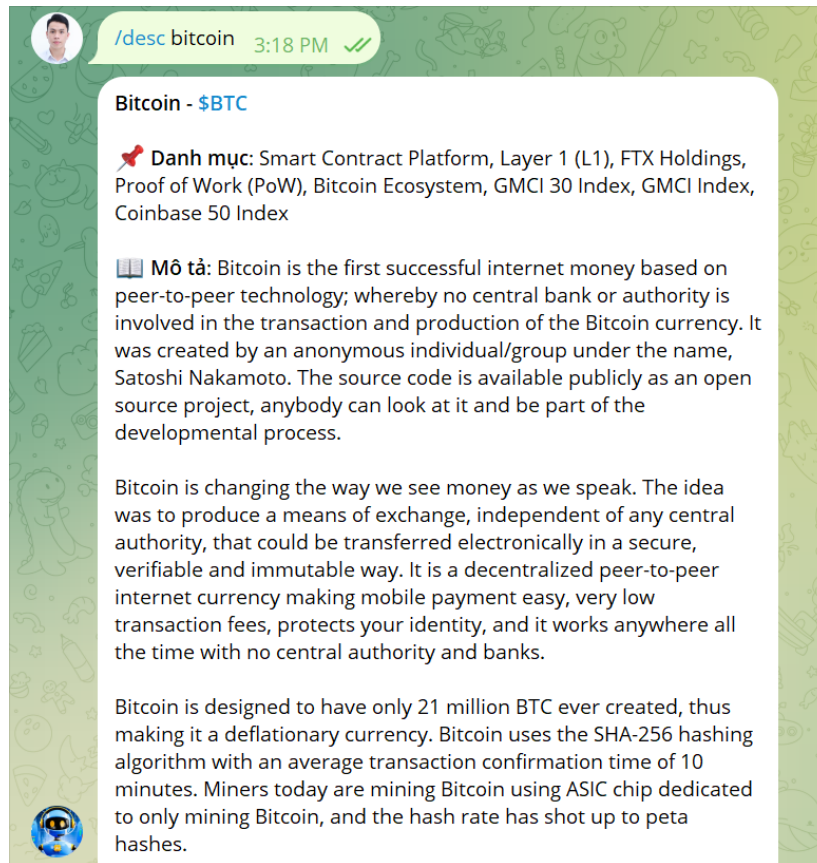 /desc bitcoin 3:18 PM
Bitcoin - $BTC
📌 Danh mục: Smart Contract Platform, Layer 1 (L1), FTX Holdings,
Proof of Work (PoW), Bitcoin Ecosystem, GMCI 30 Index, GMCI Index,
Coinbase 50 Index
📖 Mô tả: Bitcoin is the first successful internet money based on
peer-to-peer technology; whereby no central bank or authority is
involved in the transaction and production of the Bitcoin currency. It
was created by an anonymous individual/group under the name,
Satoshi Nakamoto. The source code is available publicly as an open
source project, anybody can look at it and be part of the
developmental process.
Bitcoin is changing the way we see money as we speak. The idea
was to produce a means of exchange, independent of any central
authority, that could be transferred electronically in a secure,
verifiable and immutable way. It is a decentralized peer-to-peer
internet currency making mobile payment easy, very low
transaction fees, protects your identity, and it works anywhere all
the time with no central authority and banks.
Bitcoin is designed to have only 21 million BTC ever created, thus
making it a deflationary currency. Bitcoin uses the SHA-256 hashing
algorithm with an average transaction confirmation time of 10
minutes. Miners today are mining Bitcoin using ASIC chip dedicated
to only mining Bitcoin, and the hash rate has shot up to peta
hashes.